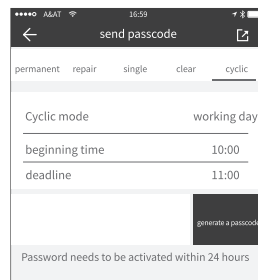 A&AT 16:59
send passcode
permanent repair single clear cyclic
Cyclic mode working day
beginning time 10:00
deadline 11:00
generate a passcode
Password needs to be activated within 24 hours